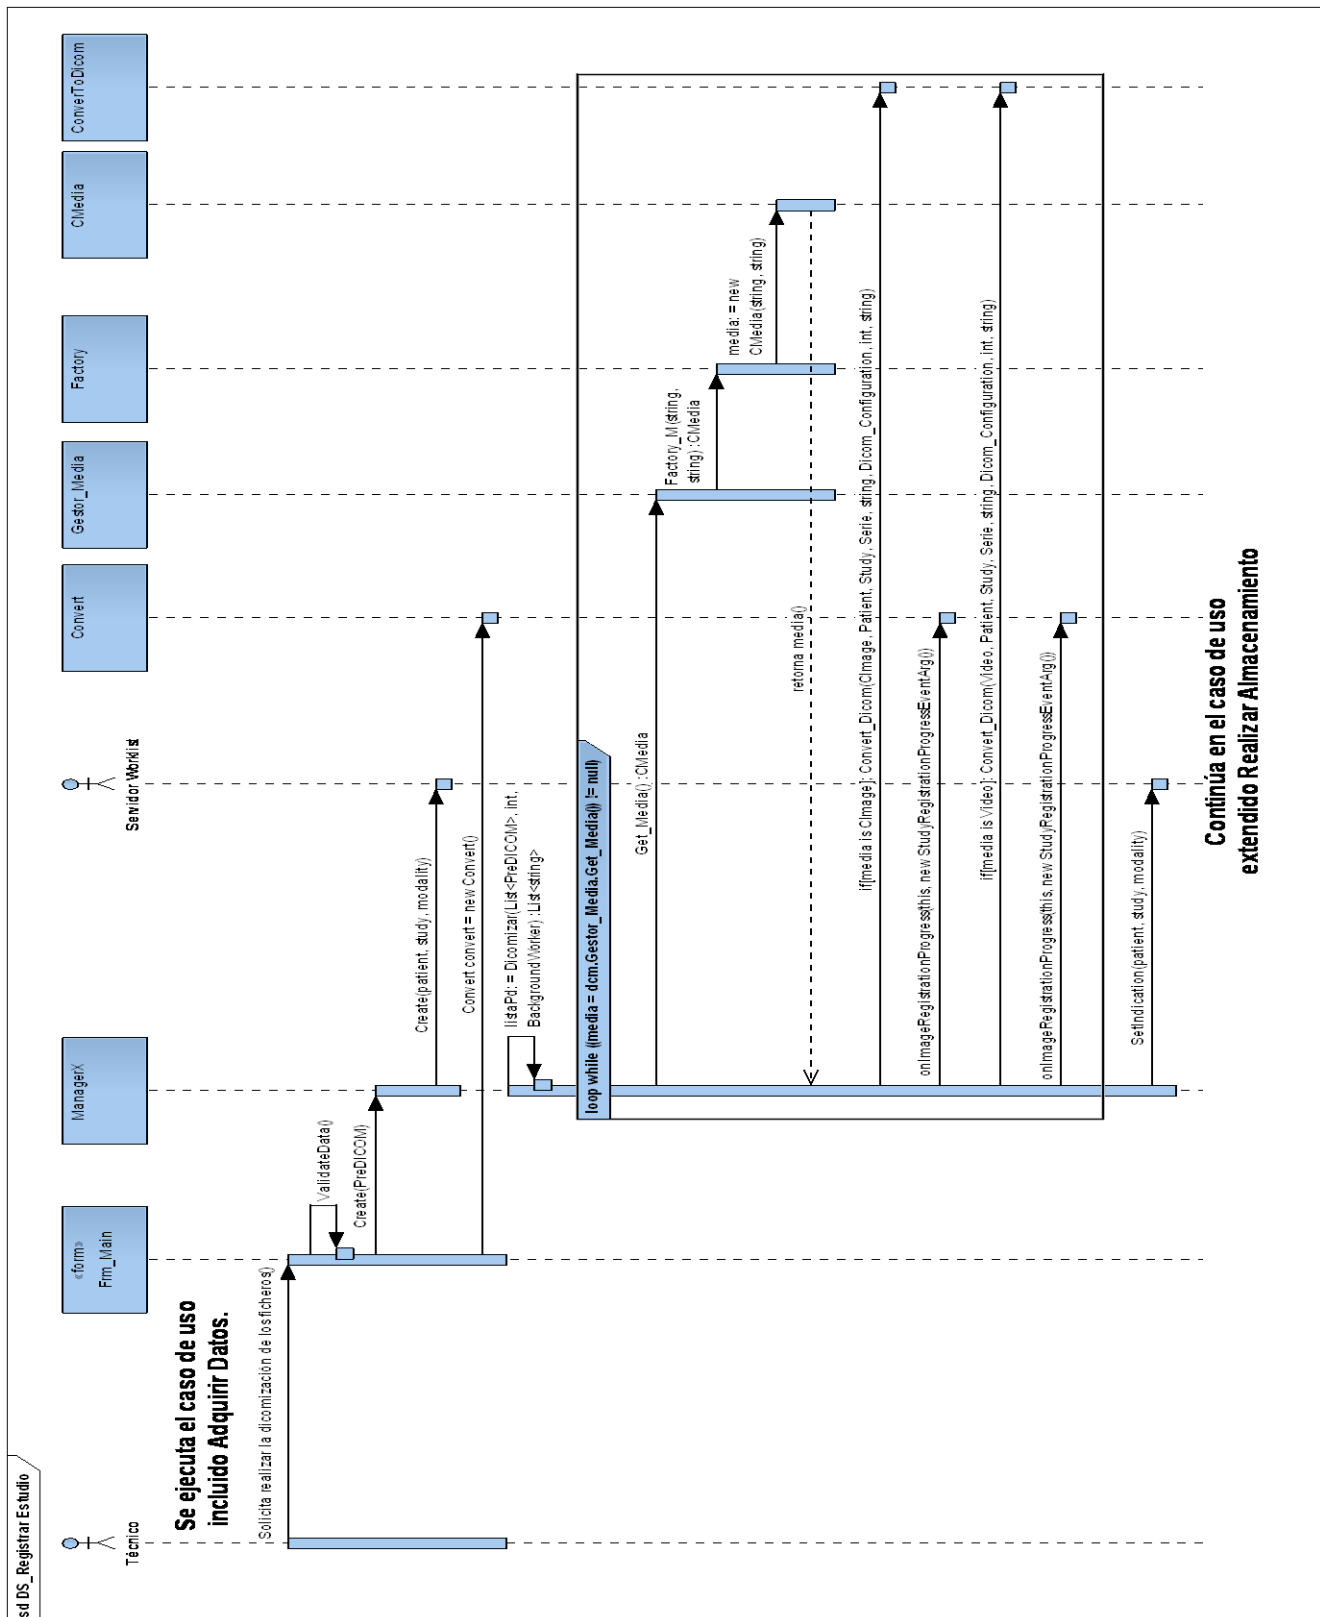 sd DS_Registrar Estudio
Técnico
«form»
Frm_Main
ManagerX
Servidor Worklist
Convert
Gestor_Media
Factory
CMedia
ConverToDicom
Se ejecuta el caso de uso
incluido Adquirir Datos.
Solicita realizar la dicomización de los ficheros()
ValidateData()
Create(PreDICOM)
Create(patient, study, modality)
Convert convert = new Convert()
listaPd: = Dicomizar(List<PreDICOM>, int,
BackgroundWorker) :List<string>
loop while ((media = dcm.Gestor_Media.Get_Media()) != null)
Get_Media() :CMedia
Factory_M(string,
string) :CMedia
media: = new
CMedia(string, string)
retorna media()
if[media is CImage]: Convert_Dicom(CImage, Patient, Study, Serie, string, Dicom_Configuration, int, string)
onImageRegistrationProgress(this, new StudyRegistrationProgressEventArg())
if[media is Video]: Convert_Dicom(Video, Patient, Study, Serie, string, Dicom_Configuration, int, string)
onImageRegistrationProgress(this, new StudyRegistrationProgressEventArg())
SetIndication(patient, study, modality)
Continúa en el caso de uso
extendido Realizar Almacenamiento